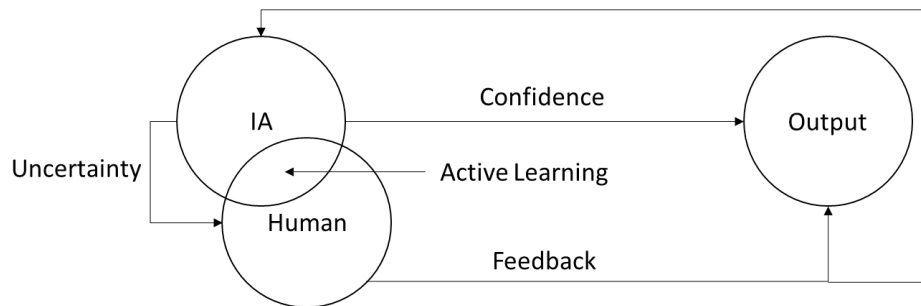 Confidence
IA
Output
Uncertainty
Active Learning
Human
Feedback